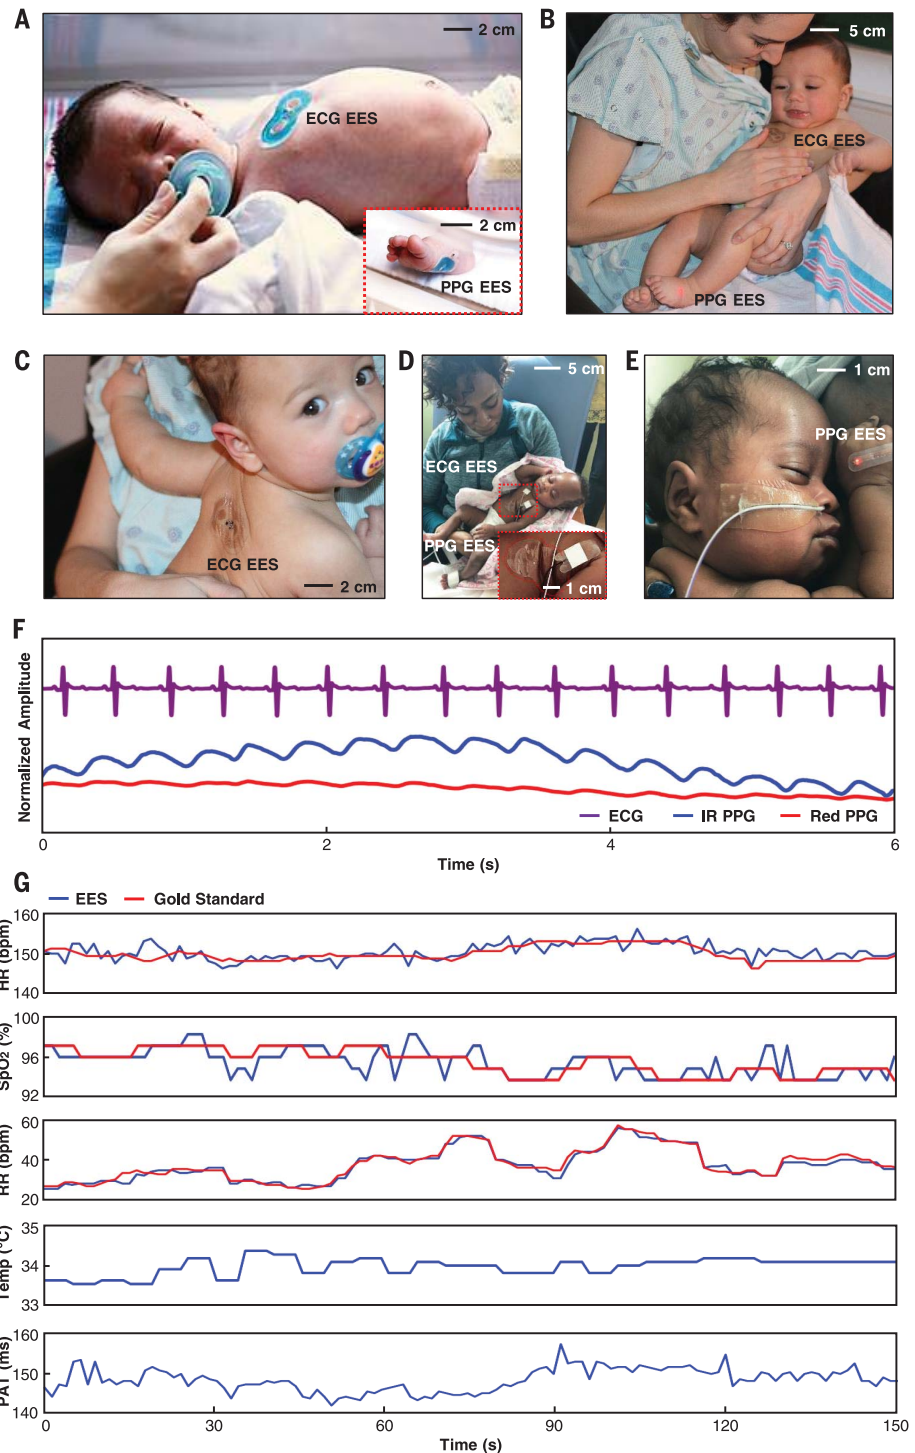 A
2 cm
ECG EES
2 cm
PPG EES
B
5 cm
ECG EES
PPG EES
C
ECG EES
2 cm
D
5 cm
ECG EES
PPG EES
1 cm
E
1 cm
PPG EES
F
Normalized Amplitude
ECG IR PPG Red PPG
0 2 4 6
Time (s)
G
EES Gold Standard
HR (bpm)
160
150
140
SpO₂ (%)
100
96
92
RR (bpm)
60
40
20
Temp (°C)
35
34
33
PAT (ms)
160
150
140
0 30 60 90 120 150
Time (s)